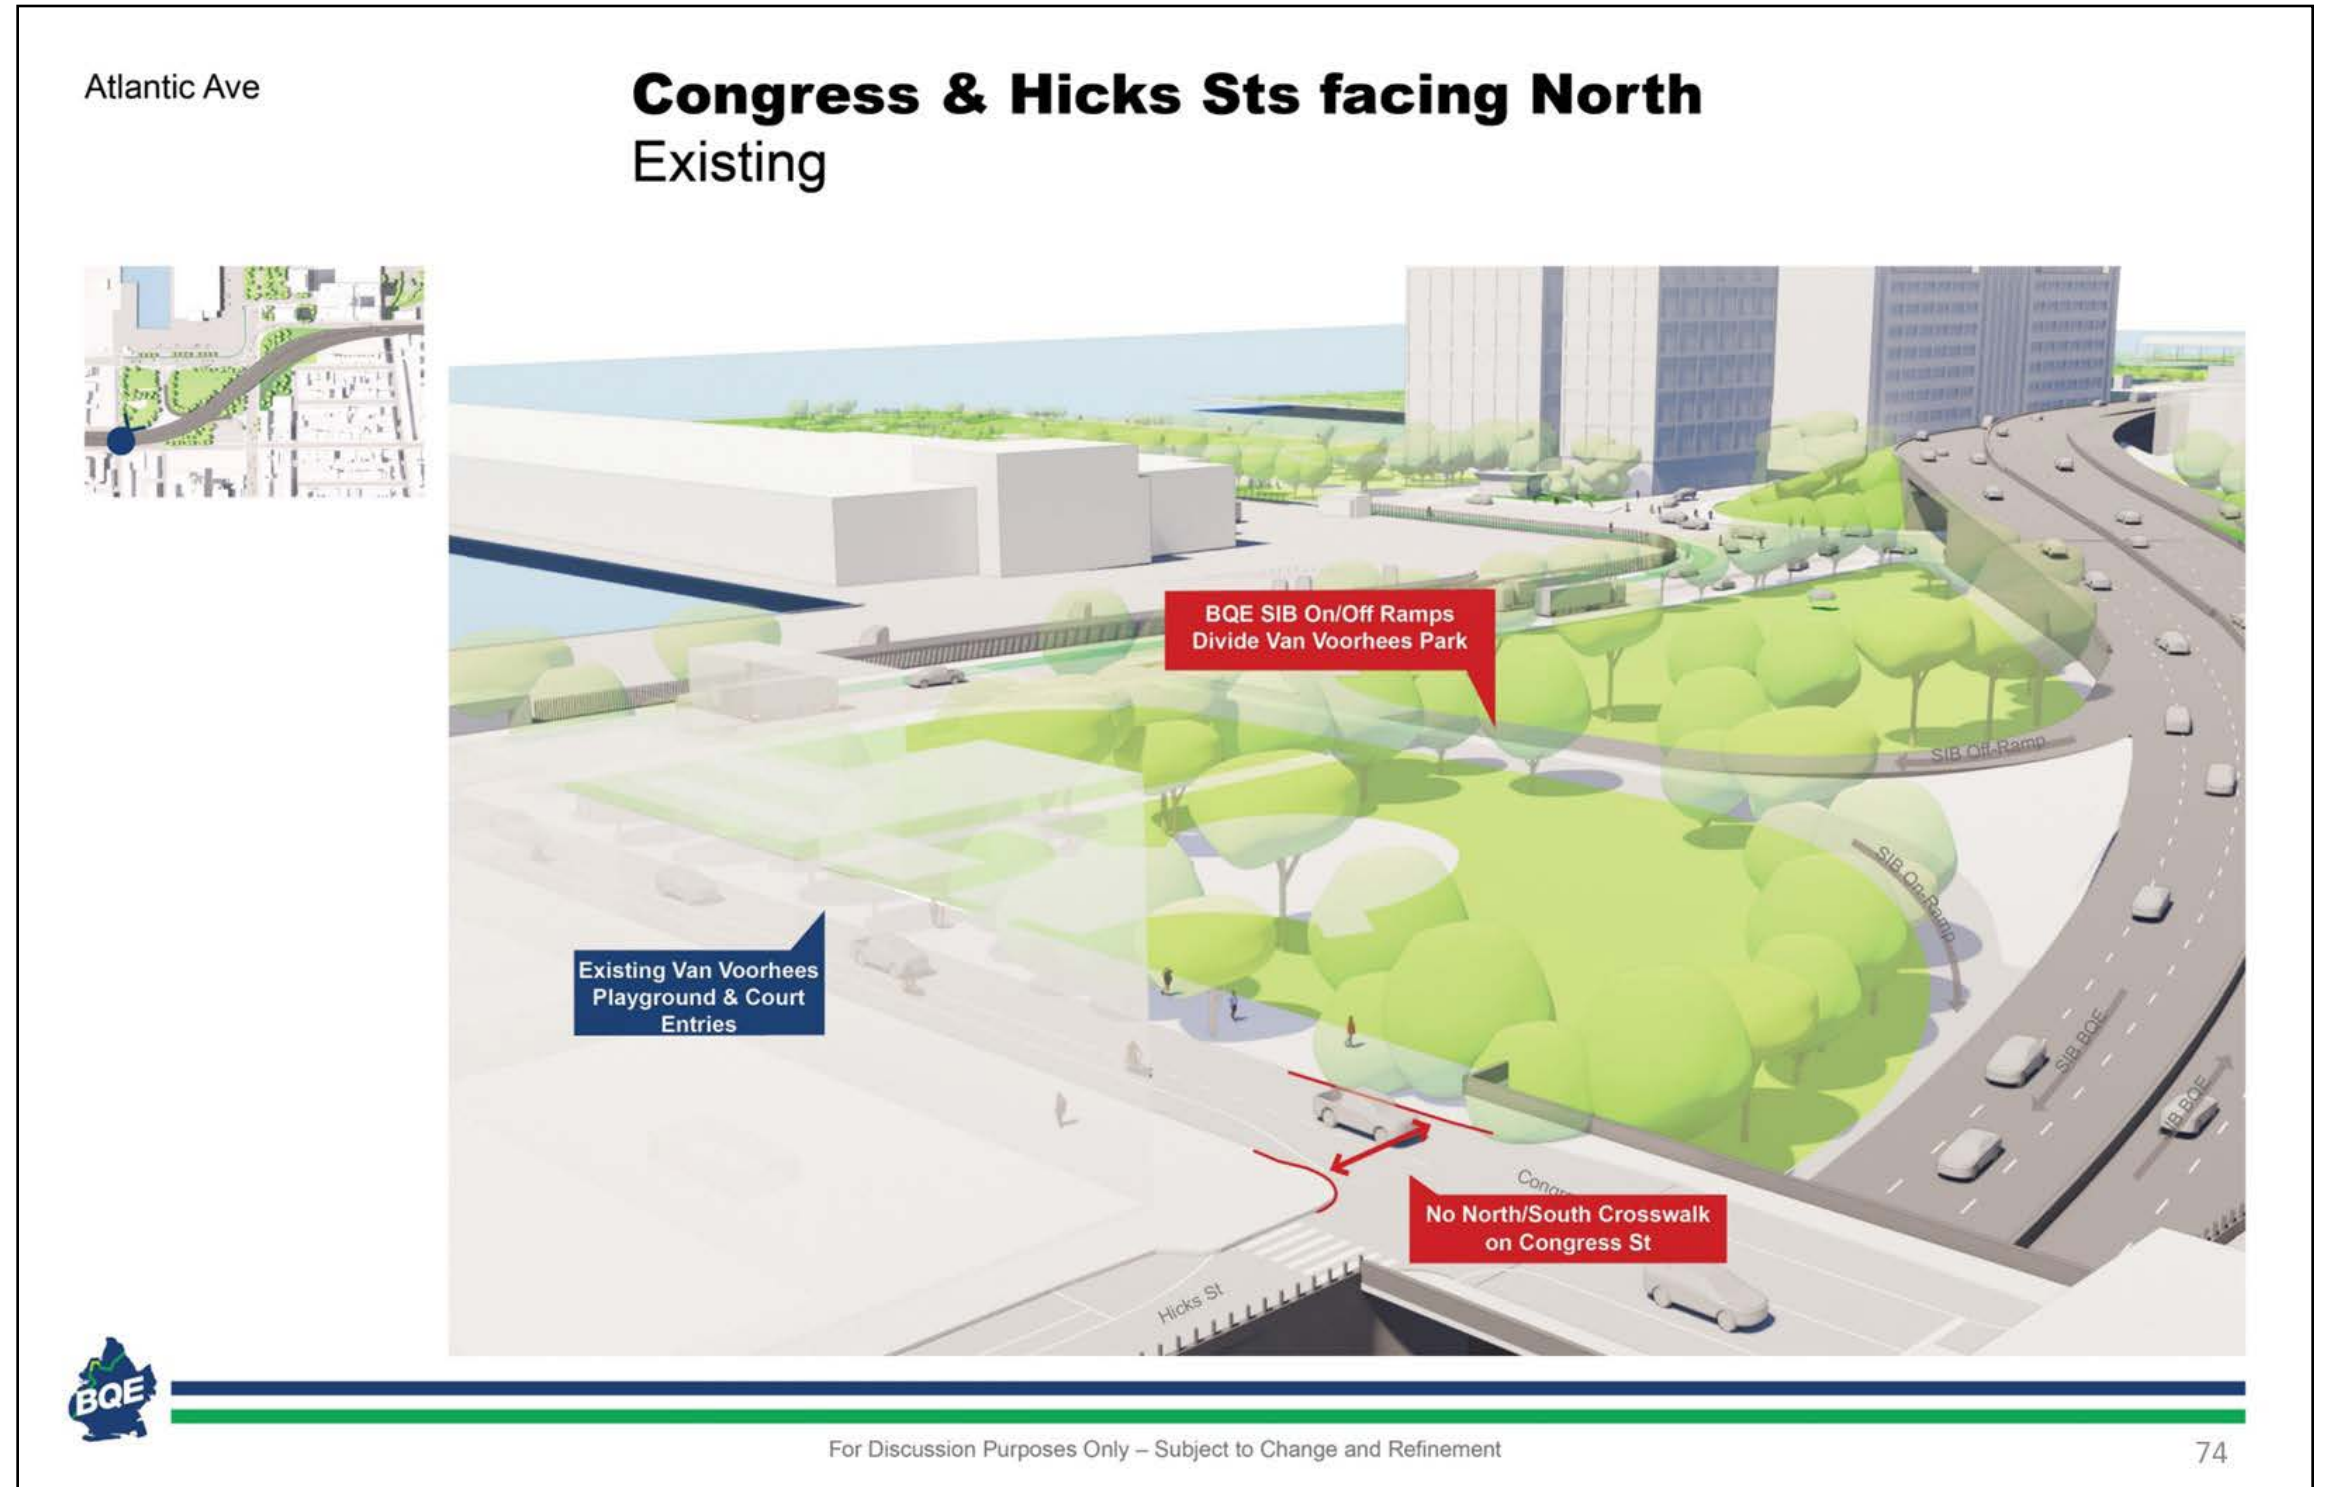 Atlantic Ave
Congress & Hicks Sts facing North
Existing
BQE SIB On/Off Ramps
Divide Van Voorhees Park
SIB Off-Ramp
SIB On-Ramp
Existing Van Voorhees
Playground & Court
Entries
SIB BQE
BQE
No North/South Crosswalk
on Congress St
Hicks St
BQE
For Discussion Purposes Only – Subject to Change and Refinement
74